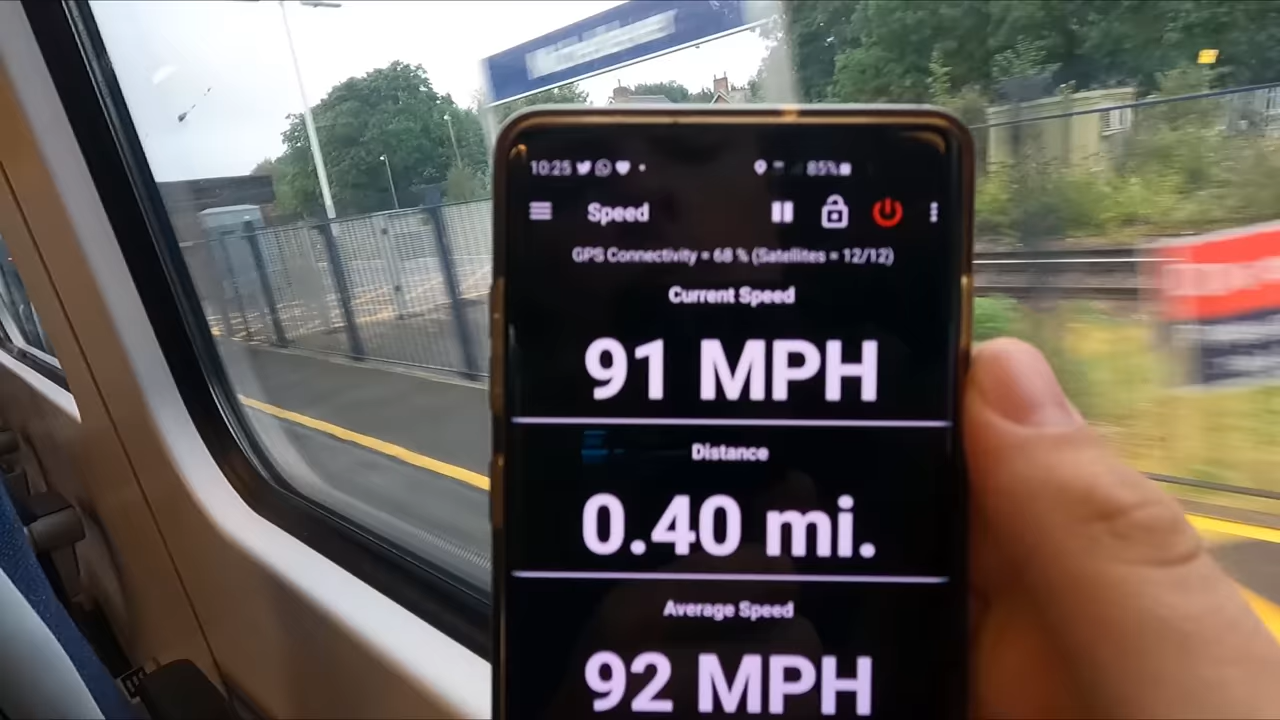 10:25 85%
Speed
GPS Connectivity = 68 % (Satellites = 12/12)
Current Speed
91 MPH
Distance
0.40 mi.
Average Speed
92 MPH